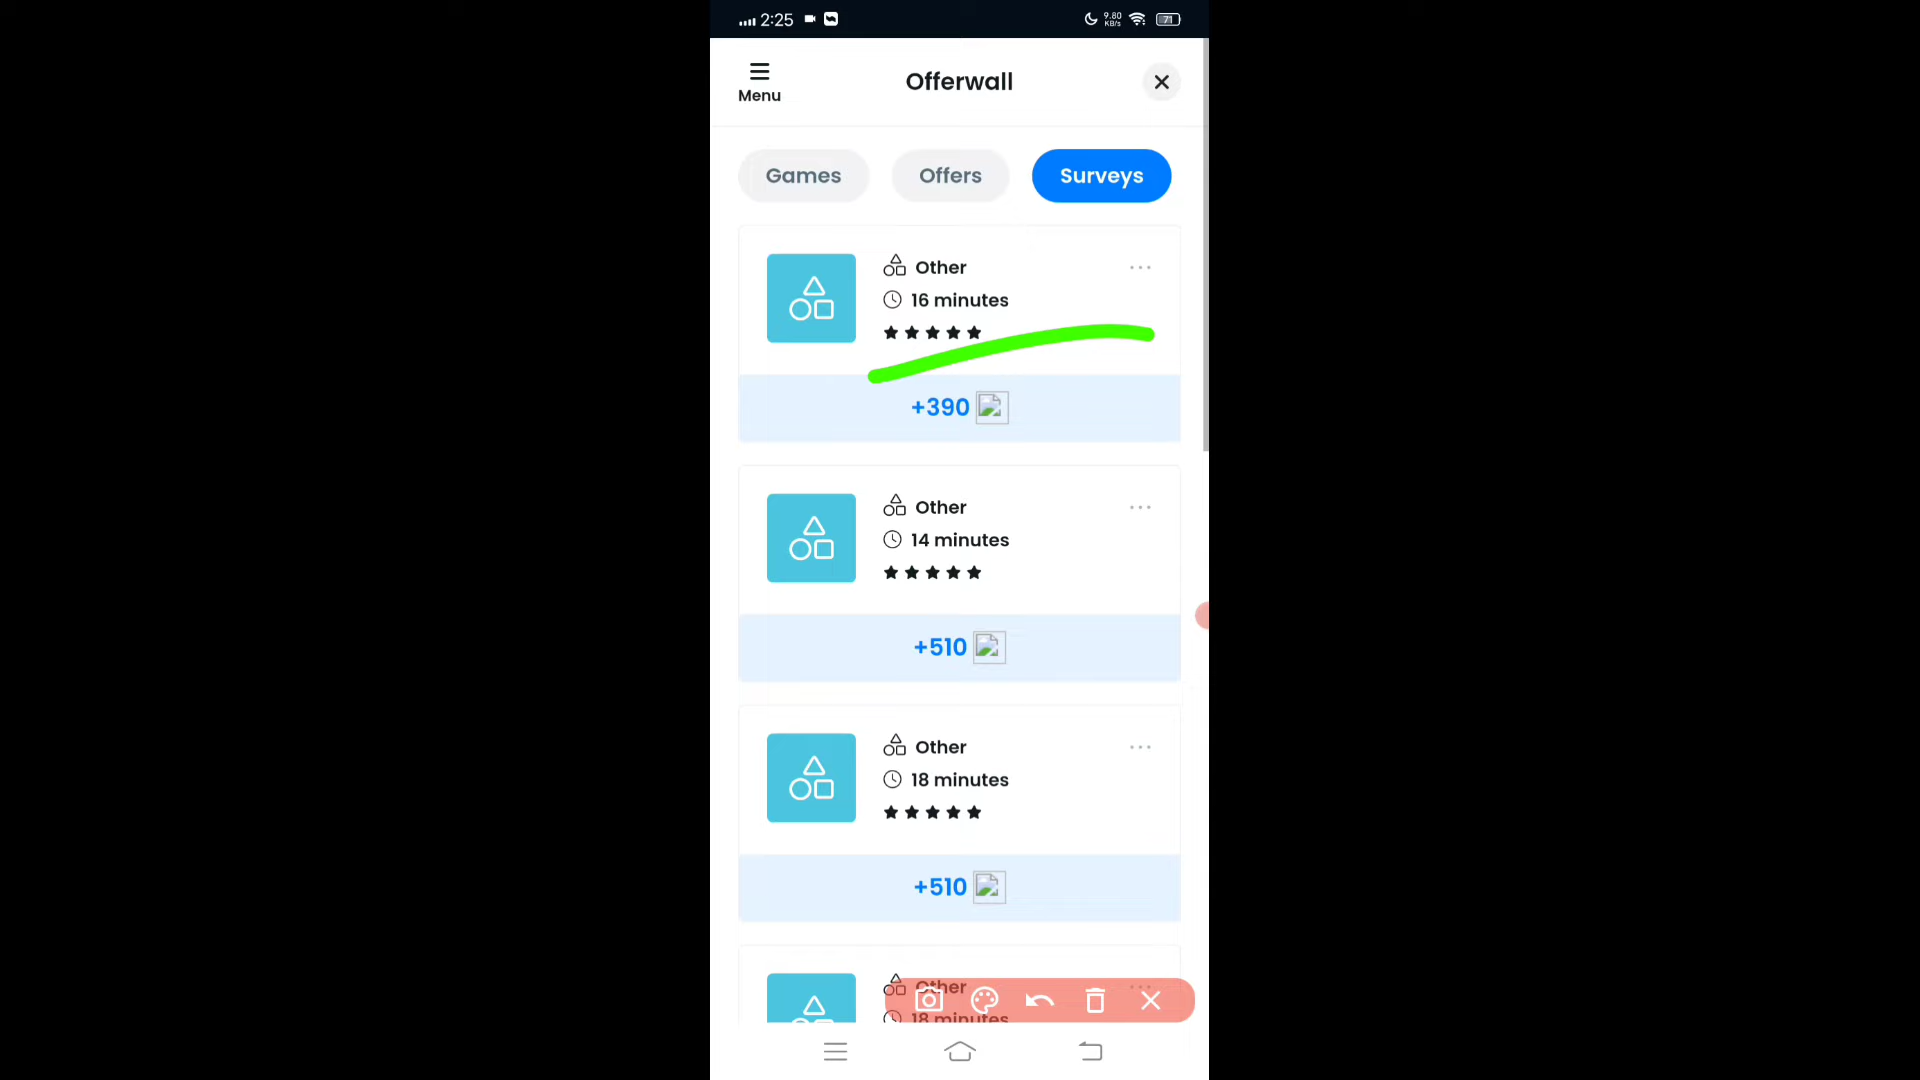 2:25
9.80
KB/s
71
Menu
Offerwall
Games
Offers
Surveys
Other
16 minutes
+390
Other
14 minutes
+510
Other
18 minutes
+510
Other
18 minutes